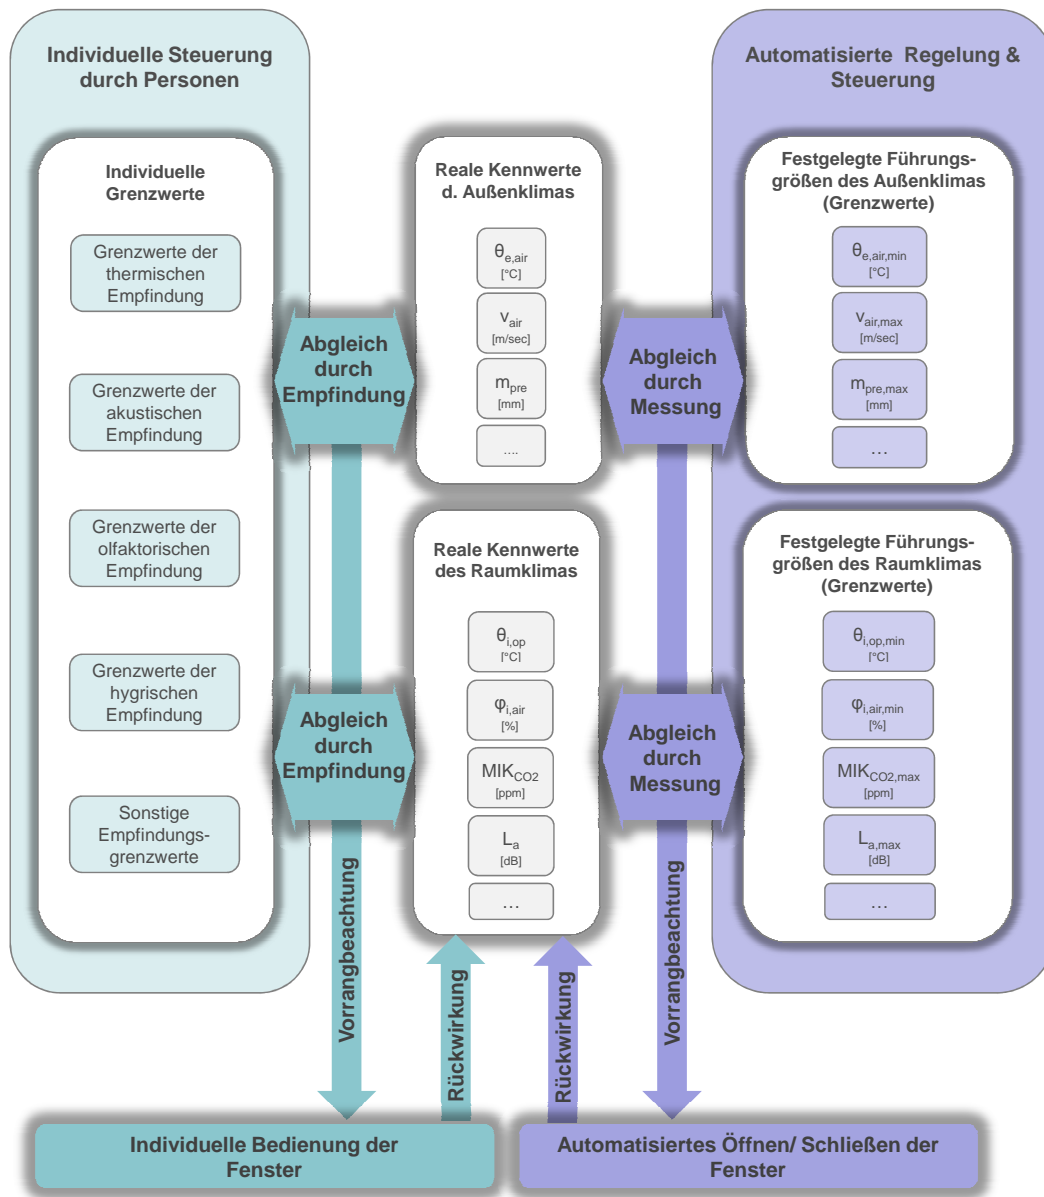 Individuelle Steuerung
durch Personen
Individuelle
Grenzwerte
Grenzwerte der
thermischen
Empfindung
Grenzwerte der
akustischen
Empfindung
Grenzwerte der
olfaktorischen
Empfindung
Grenzwerte der
hygrischen
Empfindung
Sonstige
Empfindungs-
grenzwerte
Abgleich
durch
Empfindung
Abgleich
durch
Empfindung
Vorrangbeachtung
Reale Kennwerte
d. Außenklimas
θe,air
[°C]
vair
[m/sec]
mpre
[mm]
....
Reale Kennwerte
des Raumklimas
θi,op
[°C]
φi,air
[%]
MIKCO2
[ppm]
La
[dB]
...
Rückwirkung
Rückwirkung
Abgleich
durch
Messung
Abgleich
durch
Messung
Vorrangbeachtung
Automatisierte Regelung &
Steuerung
Festgelegte Führungs-
größen des Außenklimas
(Grenzwerte)
θe,air,min
[°C]
vair,max
[m/sec]
mpre,max
[mm]
...
Festgelegte Führungs-
größen des Raumklimas
(Grenzwerte)
θi,op,min
[°C]
φi,air,min
[%]
MIKCO2,max
[ppm]
La,max
[dB]
...
Individuelle Bedienung der
Fenster
Automatisiertes Öffnen/ Schließen der
Fenster